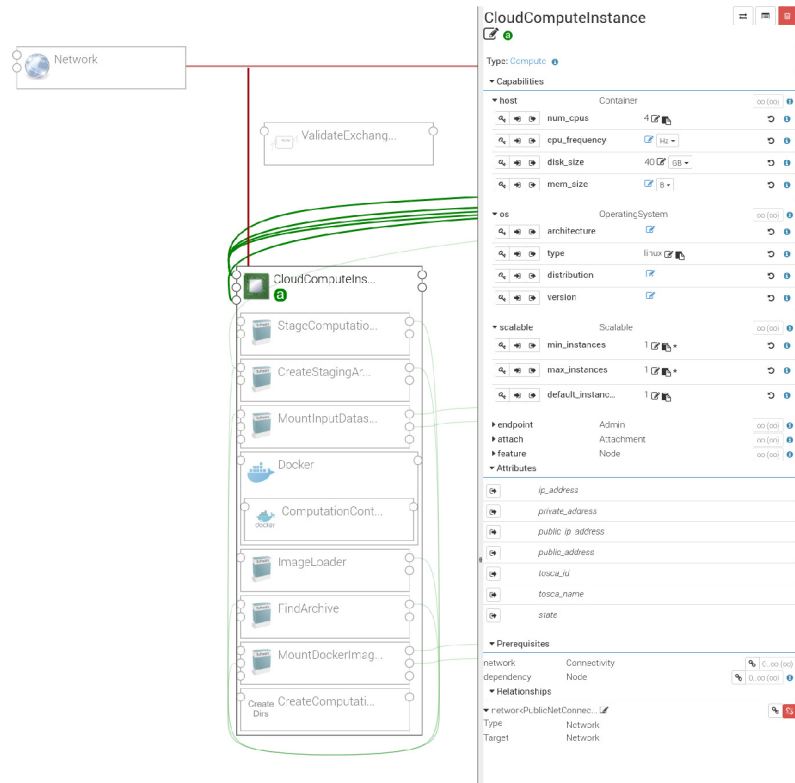 Network
ValidateExchang...
CloudComputeIns...
a
StageComputatio...
CreateStagingAr...
MountInputDatas...
Docker
ComputationCont...
docker
ImageLoader
FindArchive
MountDockerImag...
Create Dirs
CreateComputati...
CloudComputeInstance
a
Type: Compute
Capabilities
host Container ∞ (∞)
num_cpus 4
cpu_frequency Hz
disk_size 40 GB
mem_size B
os OperatingSystem ∞ (∞)
architecture
type linux
distribution
version
scalable Scalable ∞ (∞)
min_instances 1 *
max_instances 1 *
default_instanc... 1
endpoint Admin ∞ (∞)
attach Attachment ∞ (∞)
feature Node ∞ (∞)
Attributes
ip_address
private_address
public_ip_address
public_address
tosca_id
tosca_name
state
Prerequisites
network Connectivity 0..∞ (∞)
dependency Node 0..∞ (∞)
Relationships
networkPublicNetConnec...
Type Network
Target Network